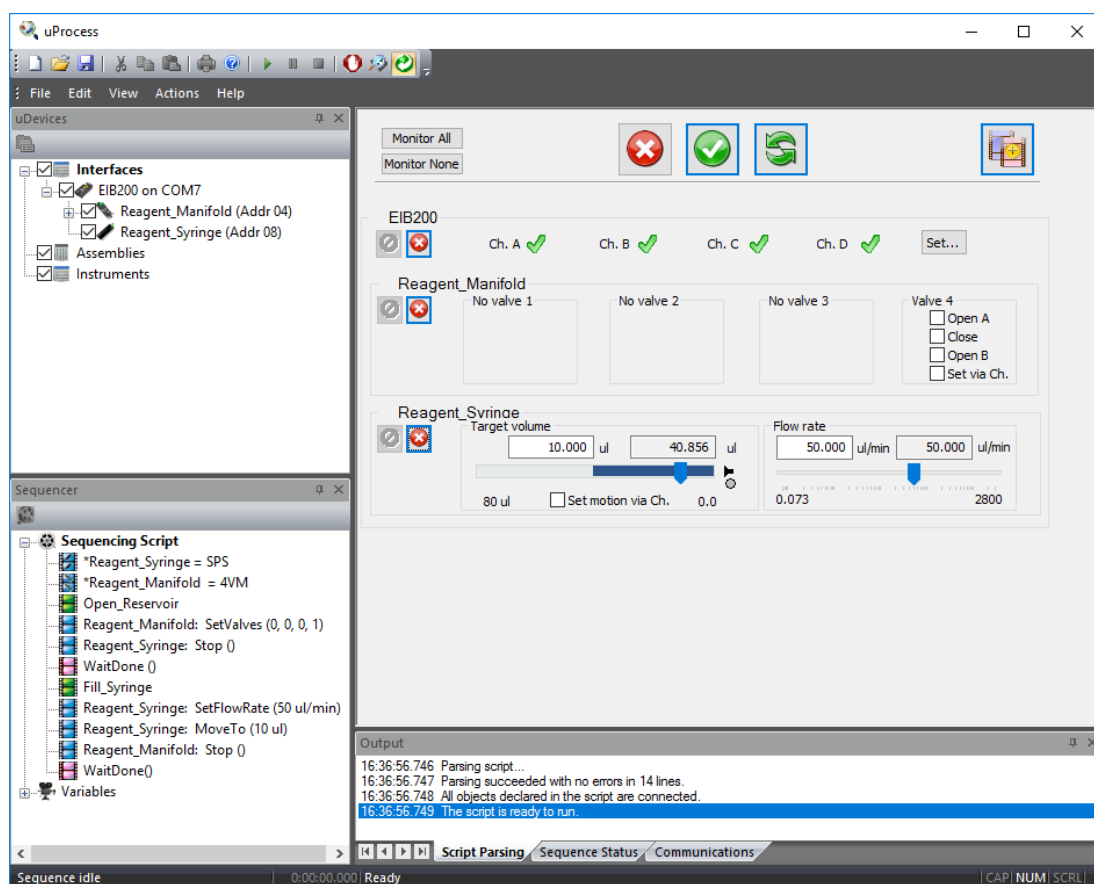 uProcess
File Edit View Actions Help
uDevices
Interfaces
EIB200 on COM7
Reagent_Manifold (Addr 04)
Reagent_Syringe (Addr 08)
Assemblies
Instruments
Sequencer
Sequencing Script
*Reagent_Syringe = SPS
*Reagent_Manifold = 4VM
Open_Reservoir
Reagent_Manifold: SetValves (0, 0, 0, 1)
Reagent_Syringe: Stop ()
WaitDone ()
Fill_Syringe
Reagent_Syringe: SetFlowRate (50 ul/min)
Reagent_Syringe: MoveTo (10 ul)
Reagent_Manifold: Stop ()
WaitDone()
Variables
Monitor All
Monitor None
EIB200
Ch. A Ch. B Ch. C Ch. D Set...
Reagent_Manifold
No valve 1 No valve 2 No valve 3 Valve 4
Open A
Close
Open B
Set via Ch.
Reagent_Syringe
Target volume Flow rate
10.000 ul 40.856 ul 50.000 ul/min 50.000 ul/min
80 ul Set motion via Ch. 0.0 0.073 2800
Output
16:36:56.746 Parsing script...
16:36:56.747 Parsing succeeded with no errors in 14 lines.
16:36:56.748 All objects declared in the script are connected.
16:36:56.749 The script is ready to run.
Script Parsing Sequence Status Communications
Sequence idle 0:00:00.000 Ready CAP NUM SCRL